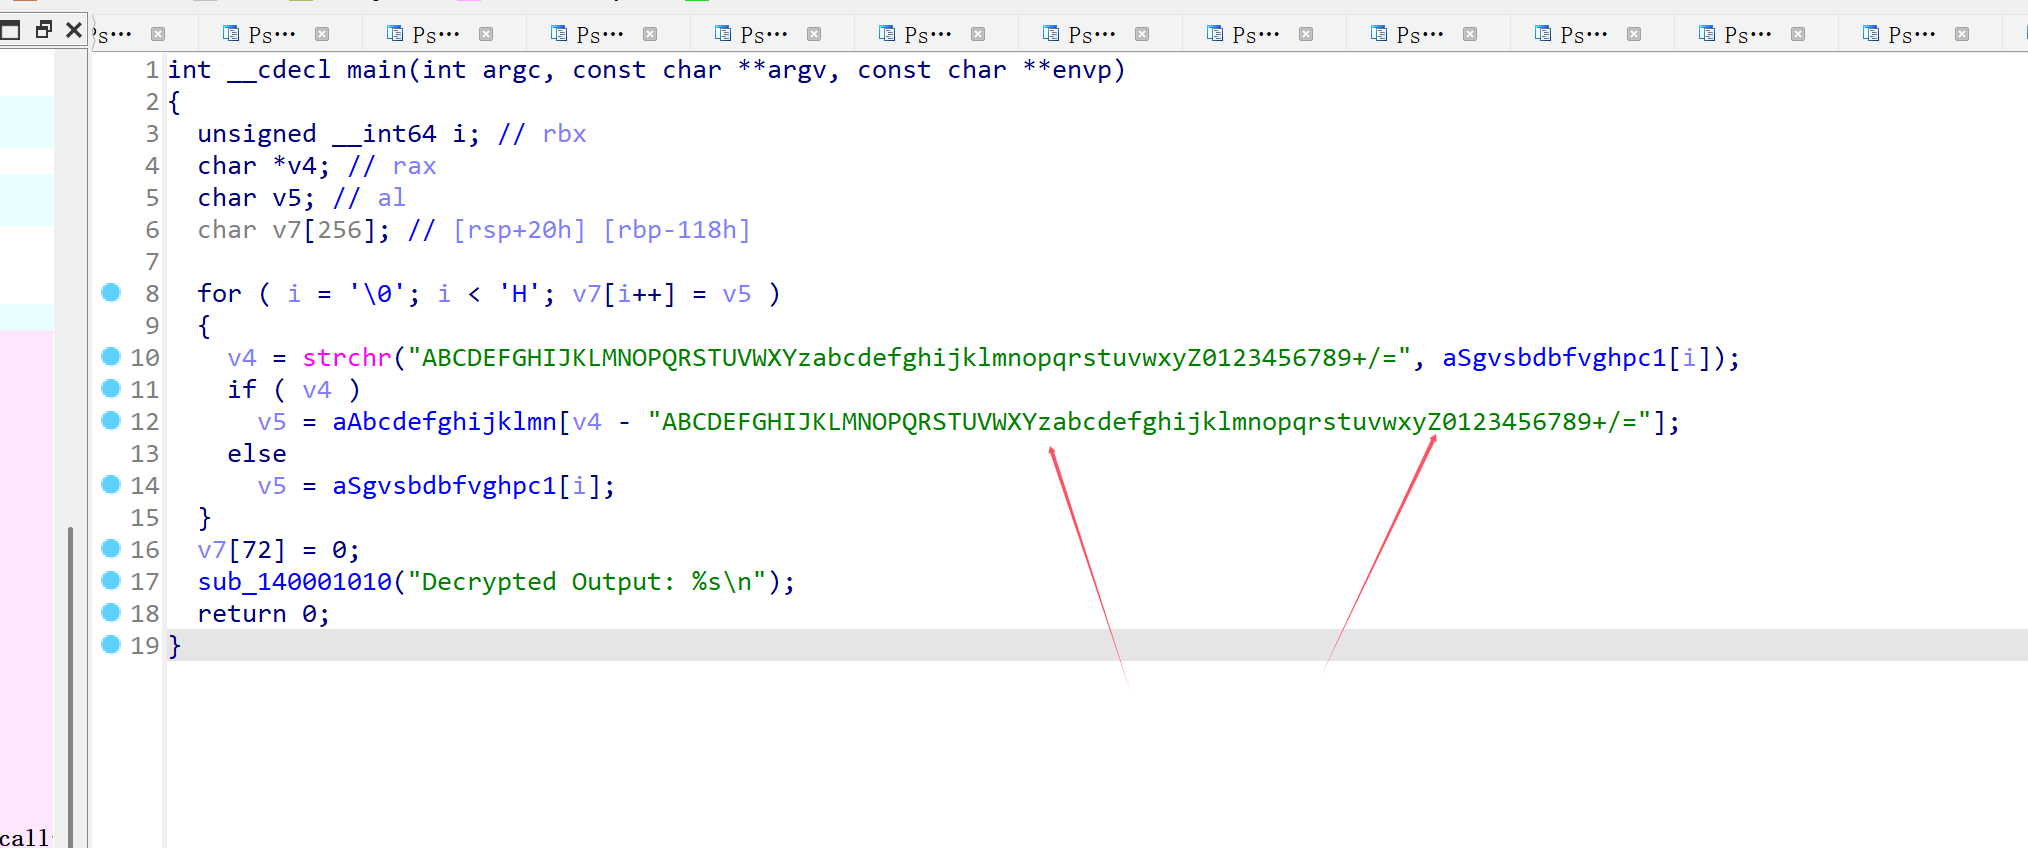 Ps··· Ps··· Ps··· Ps··· Ps··· Ps··· Ps··· Ps··· Ps··· Ps··· Ps···
1 int __cdecl main(int argc, const char **argv, const char **envp)
2 {
3   unsigned __int64 i; // rbx
4   char *v4; // rax
5   char v5; // al
6   char v7[256]; // [rsp+20h] [rbp-118h]
7
8   for ( i = '\0'; i < 'H'; v7[i++] = v5 )
9   {
10     v4 = strchr("ABCDEFGHIJKLMNOPQRSTUVWXYzabcdefghijklmnopqrstuvwxyZ0123456789+/=", aSgvsbdbfvghpc1[i]);
11     if ( v4 )
12       v5 = aAbcdefghijklmn[v4 - "ABCDEFGHIJKLMNOPQRSTUVWXYzabcdefghijklmnopqrstuvwxyZ0123456789+/="];
13     else
14       v5 = aSgvsbdbfvghpc1[i];
15   }
16   v7[72] = 0;
17   sub_140001010("Decrypted Output: %s\n");
18   return 0;
19 }
call